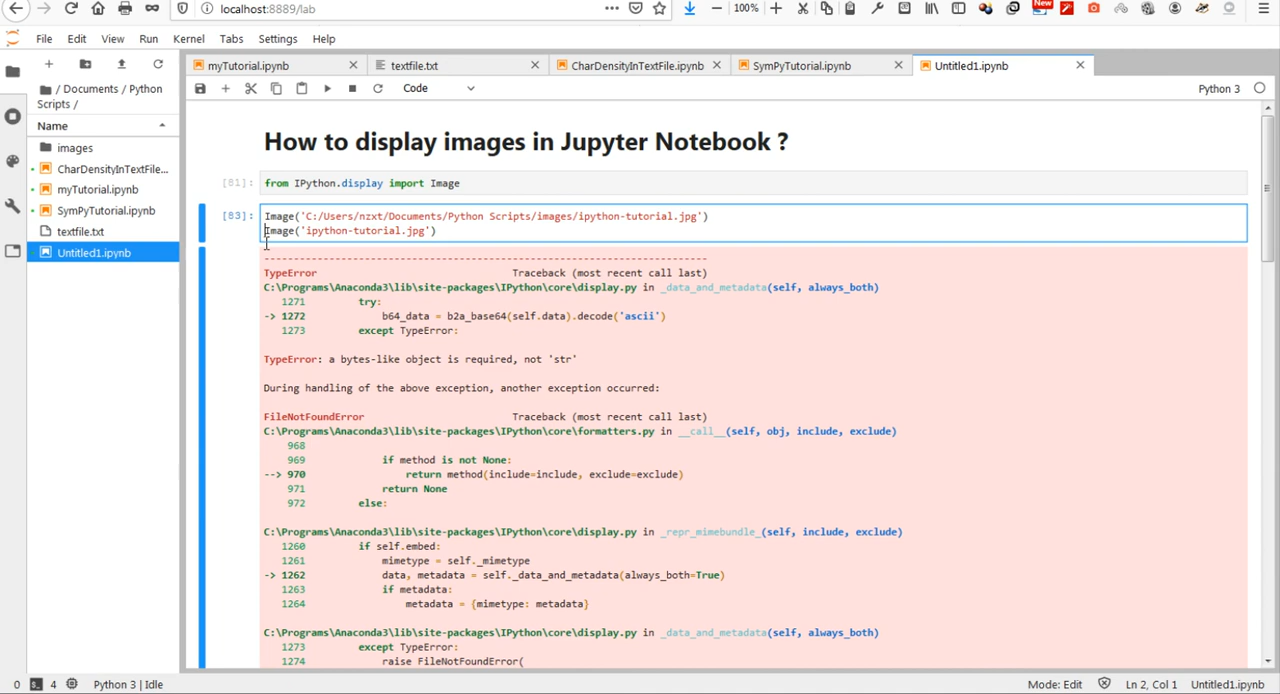 localhost:8889/lab
100%
New
File Edit View Run Kernel Tabs Settings Help
myTutorial.ipynb
textfile.txt
CharDensityInTextFile.ipynb
SymPyTutorial.ipynb
Untitled1.ipynb
/ Documents / Python
Scripts /
Code
Python 3
Name
images
CharDensityInTextFile...
myTutorial.ipynb
SymPyTutorial.ipynb
textfile.txt
Untitled1.ipynb
How to display images in Jupyter Notebook ?
[81]: from IPython.display import Image
[83]: Image('C:/Users/nzxt/Documents/Python Scripts/images/ipython-tutorial.jpg')
Image('ipython-tutorial.jpg')
---------------------------------------------------------------------------
TypeError Traceback (most recent call last)
C:\Programs\Anaconda3\lib\site-packages\IPython\core\display.py in _data_and_metadata(self, always_both)
1271 try:
-> 1272 b64_data = b2a_base64(self.data).decode('ascii')
1273 except TypeError:
TypeError: a bytes-like object is required, not 'str'
During handling of the above exception, another exception occurred:
FileNotFoundError Traceback (most recent call last)
C:\Programs\Anaconda3\lib\site-packages\IPython\core\formatters.py in __call__(self, obj, include, exclude)
968
969 if method is not None:
--> 970 return method(include=include, exclude=exclude)
971 return None
972 else:
C:\Programs\Anaconda3\lib\site-packages\IPython\core\display.py in _repr_mimebundle_(self, include, exclude)
1260 if self.embed:
1261 mimetype = self._mimetype
-> 1262 data, metadata = self._data_and_metadata(always_both=True)
1263 if metadata:
1264 metadata = {mimetype: metadata}
C:\Programs\Anaconda3\lib\site-packages\IPython\core\display.py in _data_and_metadata(self, always_both)
1273 except TypeError:
1274 raise FileNotFoundError(
0 4 Python 3 | Idle
Mode: Edit Ln 2, Col 1 Untitled1.ipynb